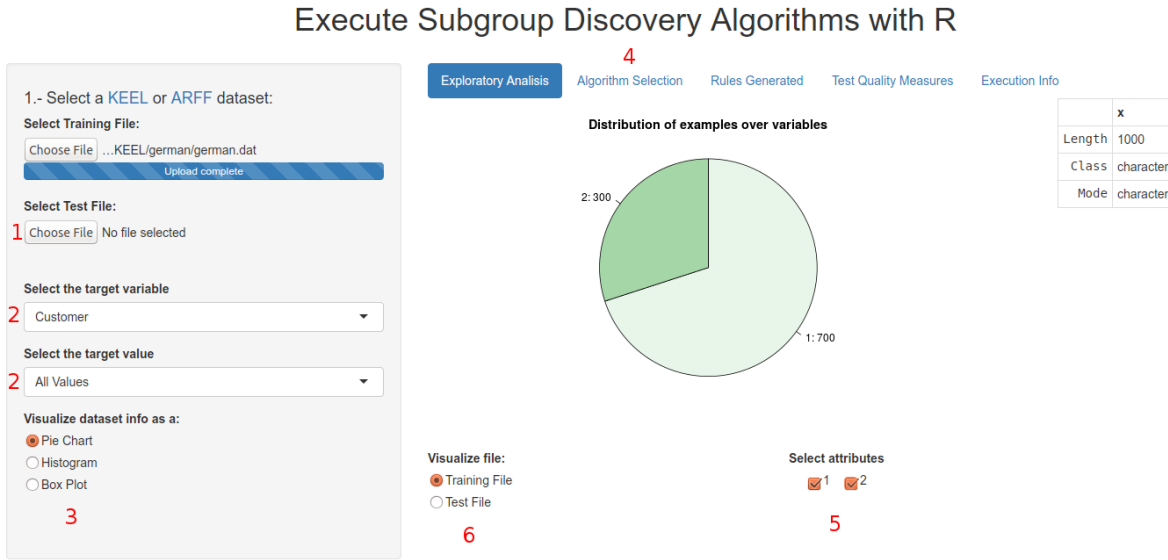 Execute Subgroup Discovery Algorithms with R
4
Exploratory Analisis Algorithm Selection Rules Generated Test Quality Measures Execution Info
1.- Select a KEEL or ARFF dataset:
Select Training File:
Choose File ...KEEL/german/german.dat
Upload complete
Select Test File:
1 Choose File No file selected
Select the target variable
2 Customer
Select the target value
2 All Values
Visualize dataset info as a:
Pie Chart
Histogram
Box Plot
3
Distribution of examples over variables
2: 300
1: 700
x
Length 1000
Class character
Mode character
Visualize file:
Training File
Test File
6
Select attributes
1 2
5